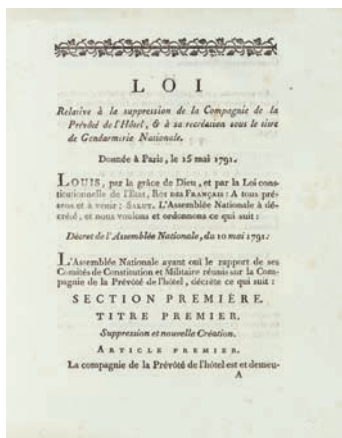 LOI
Relative à la suppression de la Compagnie de la
Prévôté de l'Hôtel, & à sa recréation sous le titre
de Gendarmerie Nationale.
Donnée à Paris, le 15 mai 1791.
LOUIS, par la grâce de Dieu, et par la Loi cons-
titutionnelle de l'Etat, ROI DES FRANÇAIS: A tous pré-
sens et à venir; SALUT. L'Assemblée Nationale a dé-
crété, et nous voulons et ordonnons ce qui suit:
Décret de l'Assemblée Nationale, du 10 mai 1791:
L'Assemblée Nationale ayant ouï le rapport de ses
Comités de Constitution et Militaire réunis sur la Com-
pagnie de la Prévôté de l'hôtel, décrète ce qui suit:
SECTION PREMIÈRE.
TITRE PREMIER.
Suppression et nouvelle Création.
ARTICLE PREMIER.
La compagnie de la Prévôté de l'hôtel est et demeu-
A